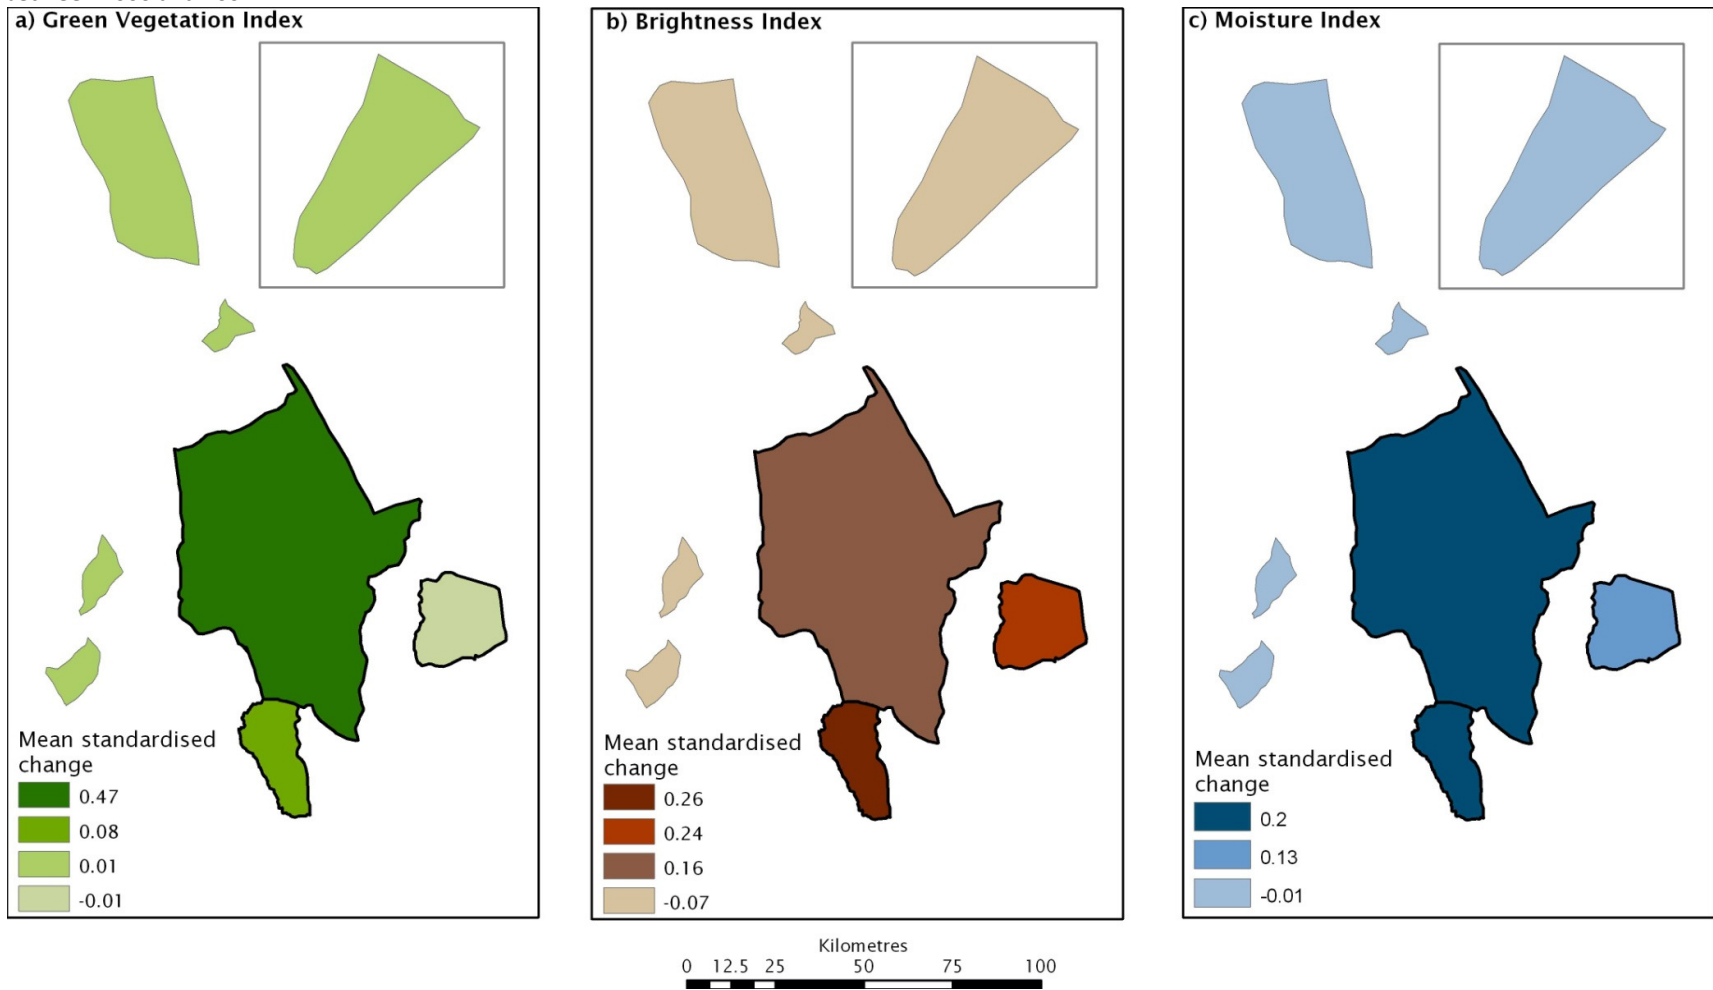 a) Green Vegetation Index
b) Brightness Index
c) Moisture Index
Mean standardised
change
0.47
0.08
0.01
-0.01
Mean standardised
change
0.26
0.24
0.16
-0.07
Mean standardised
change
0.2
0.13
-0.01
Kilometres
0 12.5 25 50 75 100